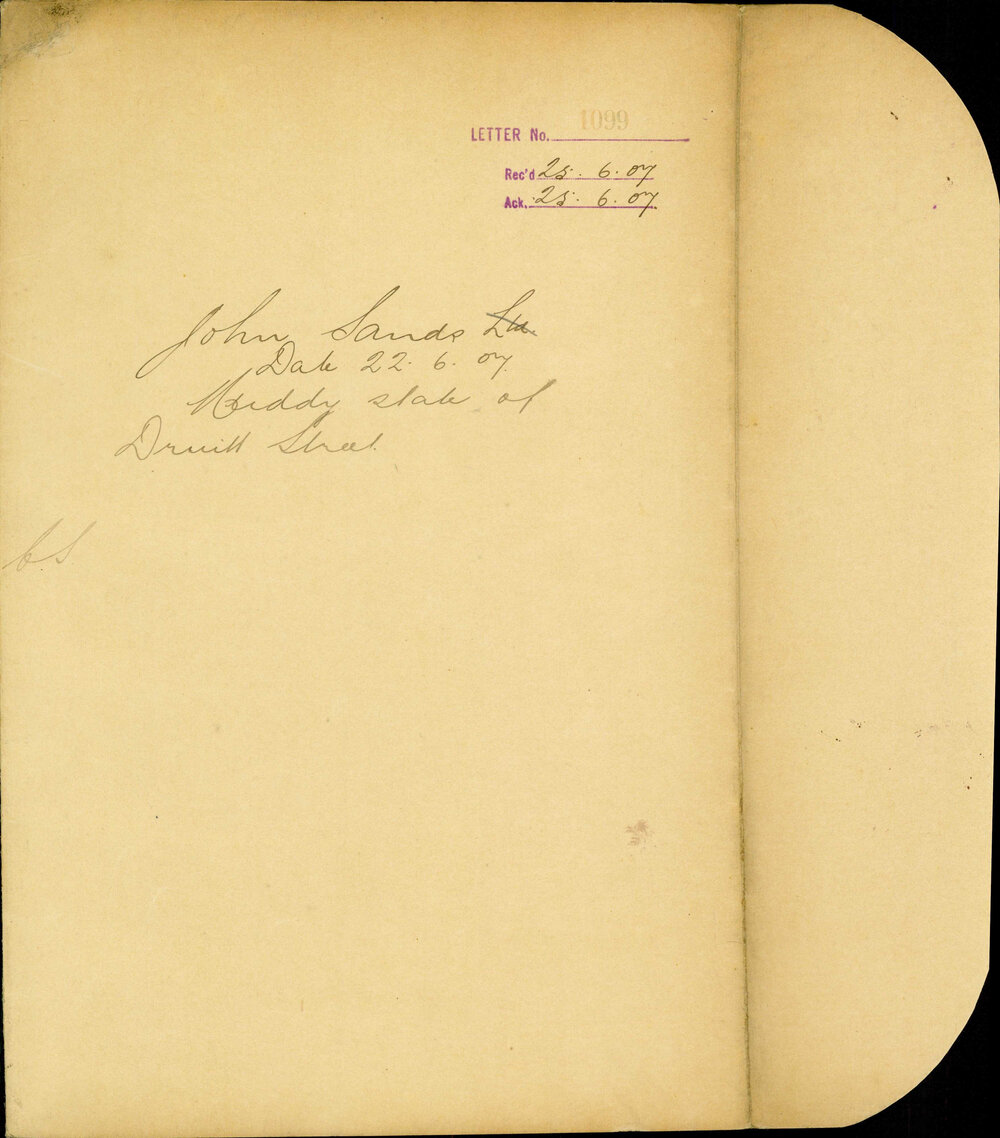 LETTER No. 1099
Rec'd 25. 6. 07
Ack. 25. 6. 07
John Sands Ltd.
Date 22. 6. 07.
Muddy state of
Druitt Street.